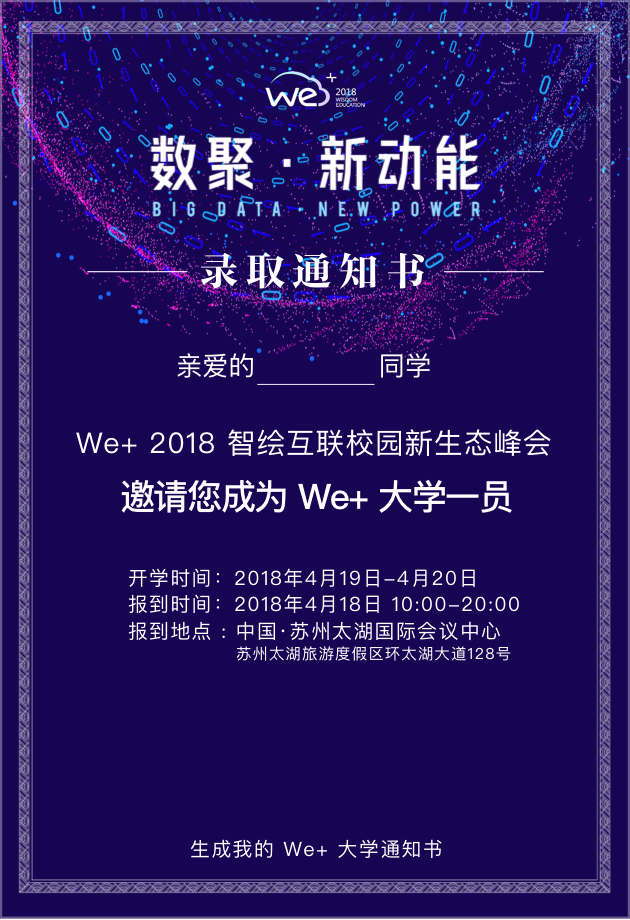 we+
2018
WISDOM
EDUCATION
数聚·新动能
BIG DATA · NEW POWER
录取通知书
亲爱的________同学
We+ 2018 智绘互联校园新生态峰会
邀请您成为 We+ 大学一员
开学时间：2018年4月19日-4月20日
报到时间：2018年4月18日 10:00-20:00
报到地点：中国·苏州太湖国际会议中心
苏州太湖旅游度假区环太湖大道128号
生成我的 We+ 大学通知书